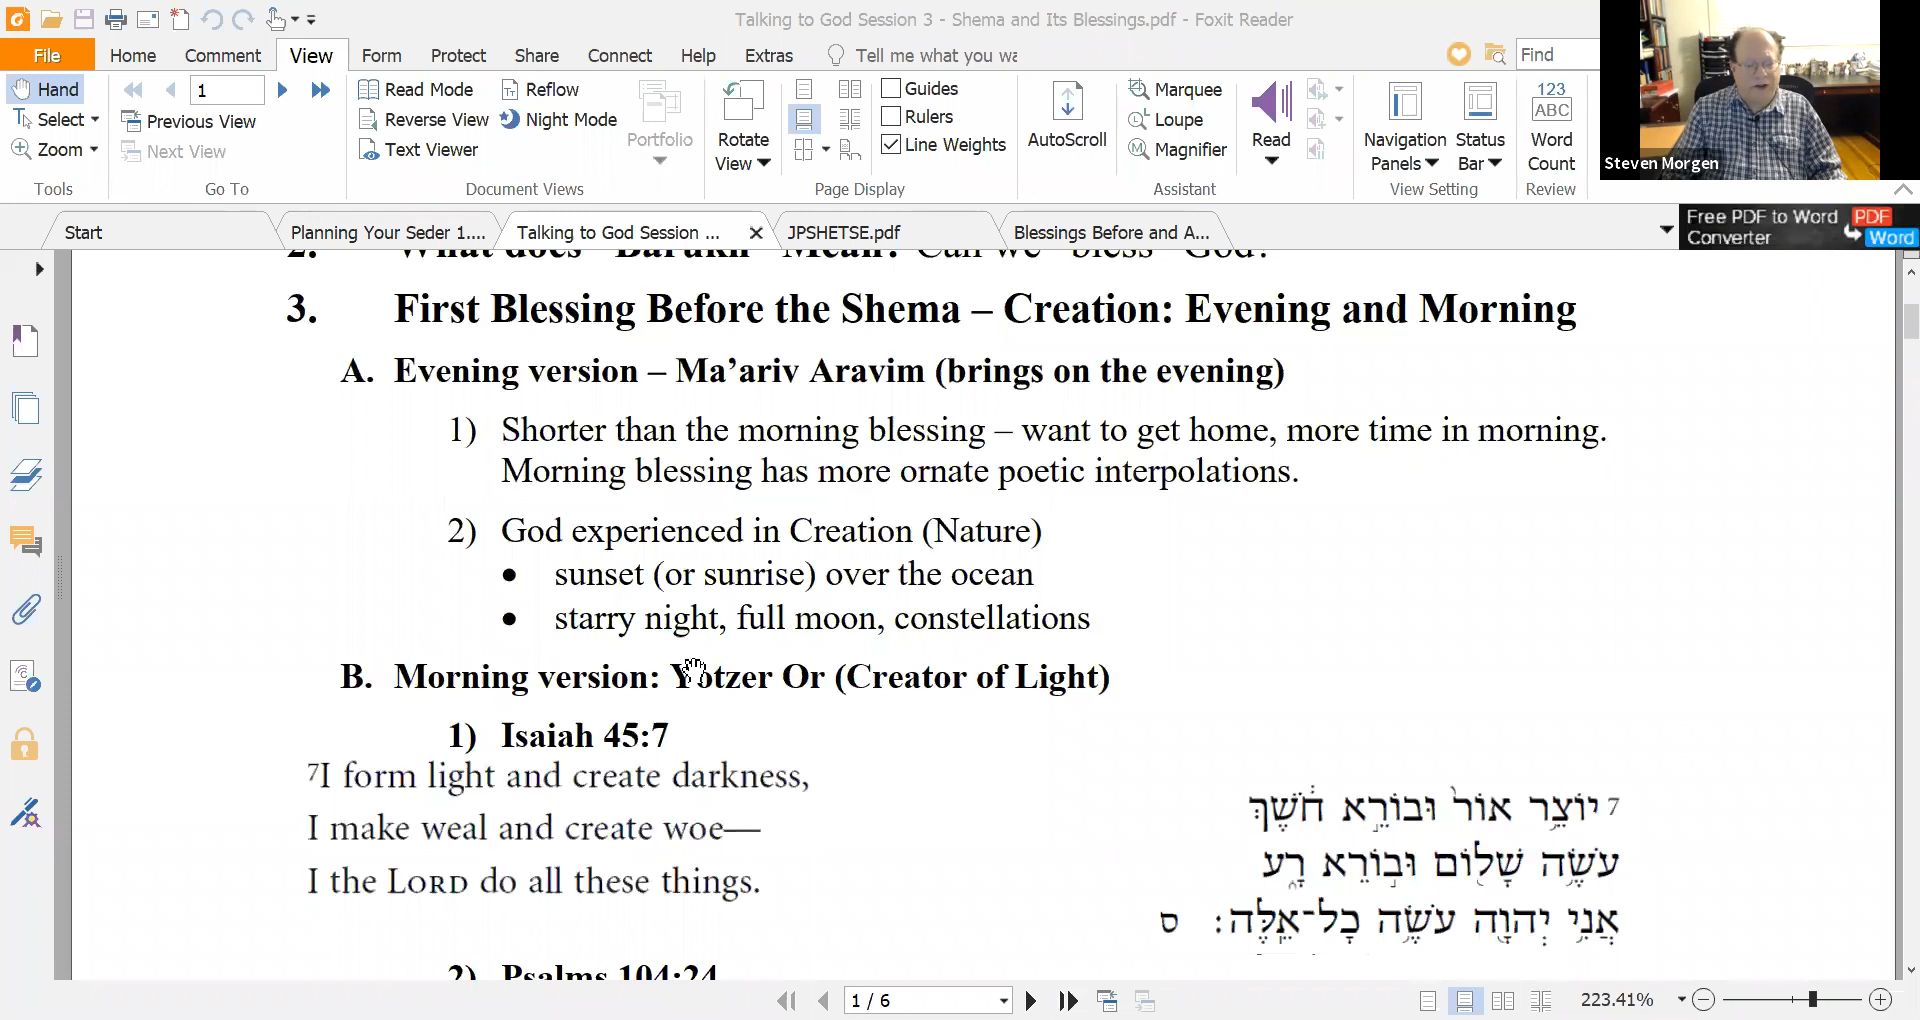 Talking to God Session 3 - Shema and Its Blessings.pdf - Foxit Reader
File Home Comment View Form Protect Share Connect Help Extras Tell me what you wa Find
Hand 1 Read Mode Reflow Guides Marquee 123
Select Previous View Reverse View Night Mode Portfolio Rotate Rulers AutoScroll Loupe Read Navigation Status ABC Word
Zoom Next View Text Viewer View Line Weights Magnifier Panels Bar Count
Tools Go To Document Views Page Display Assistant View Setting Review
Steven Morgen
Start Planning Your Seder 1.... Talking to God Session ... JPSHETSE.pdf Blessings Before and A...
Free PDF to Word PDF
Converter Word
2. What does "Barukh" Mean? Can we "bless" God?
3. First Blessing Before the Shema – Creation: Evening and Morning
A. Evening version – Ma’ariv Aravim (brings on the evening)
1) Shorter than the morning blessing – want to get home, more time in morning.
Morning blessing has more ornate poetic interpolations.
2) God experienced in Creation (Nature)
• sunset (or sunrise) over the ocean
• starry night, full moon, constellations
B. Morning version: Yotzer Or (Creator of Light)
1) Isaiah 45:7
7I form light and create darkness,
I make weal and create woe—
I the LORD do all these things.
7 יוֹצֵ֥ר אוֹר֙ וּבוֹרֵ֣א חֹ֔שֶׁךְ
עֹשֶׂ֥ה שָׁל֖וֹם וּב֣וֹרֵא רָ֑ע
אֲנִ֥י יְהוָ֖ה עֹשֶׂ֥ה כָל־אֵֽלֶּה׃ ס
2) Psalms 104:24
1 / 6 223.41%